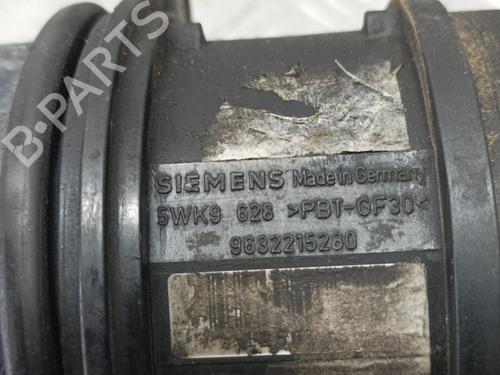 B-PARTS
SIEMENS Made in Germany
5WK9 628 >PBT-GF30<
9632215280